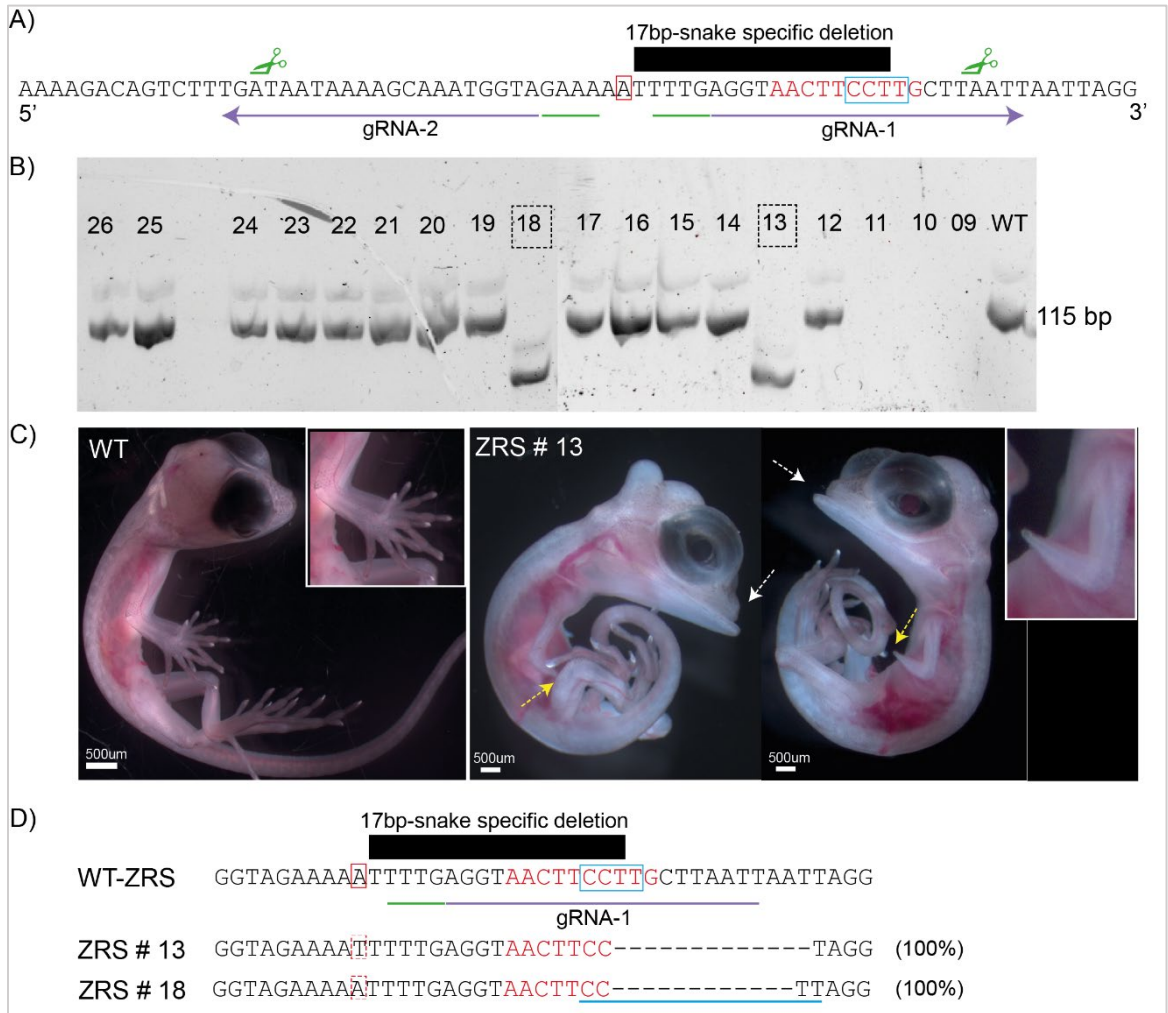 A)
17bp-snake specific deletion
AAAAGACAGTCTTTGATAATAAAAGCAAATGGTAGAAAAATTTTGAGGTAACTTCCTTGCTTAATTAATTAGG
5' 3'
gRNA-2 gRNA-1
B)
26 25 24 23 22 21 20 19 18 17 16 15 14 13 12 11 10 09 WT
115 bp
C)
WT ZRS # 13
500um 500um 500um
D)
17bp-snake specific deletion
WT-ZRS GGTAGAAAAATTTTGAGGTAACTTCCTTGCTTAATTAATTAGG
gRNA-1
ZRS # 13 GGTAGAAAATTTTTGAGGTAACTTCC-------------TAGG (100%)
ZRS # 18 GGTAGAAAAATTTTGAGGTAACTTCC------------TTAGG (100%)